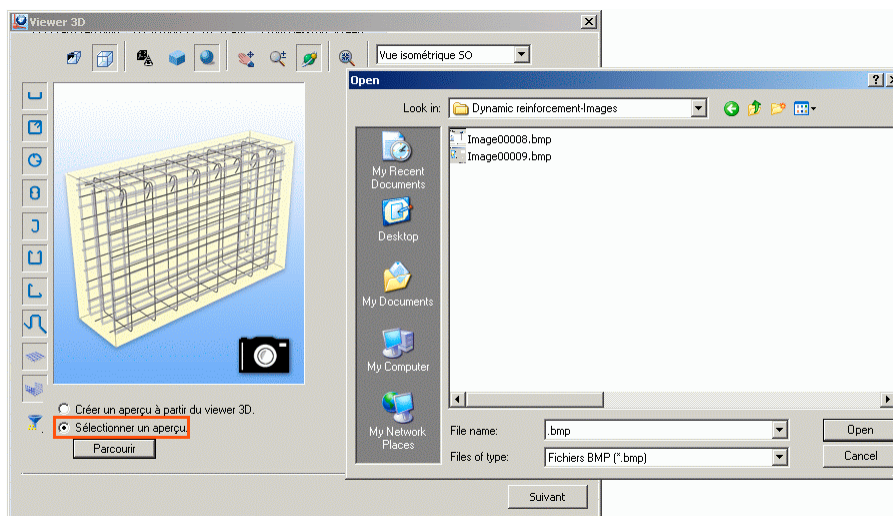 Viewer 3D
Vue isométrique SO
Créer un aperçu à partir du viewer 3D.
Sélectionner un aperçu.
Parcourir
Suivant
Open
Look in:
Dynamic reinforcement-Images
Image00008.bmp
Image00009.bmp
My Recent
Documents
Desktop
My Documents
My Computer
My Network
Places
File name:
.bmp
Open
Files of type:
Fichiers BMP (*.bmp)
Cancel